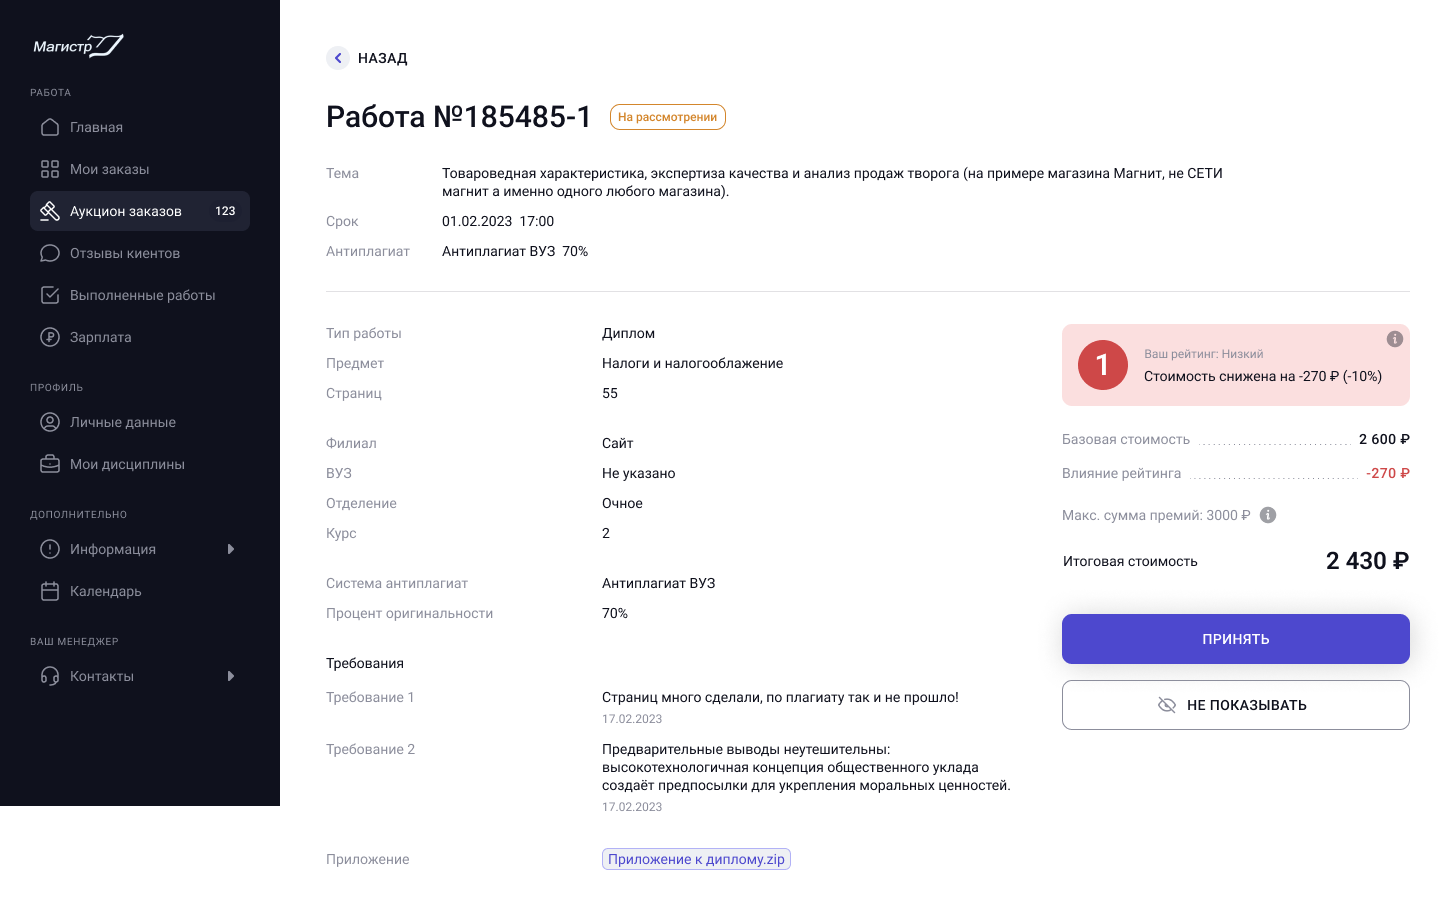 Магистр
РАБОТА
Главная
Мои заказы
Аукцион заказов 123
Отзывы киентов
Выполненные работы
Зарплата
ПРОФИЛЬ
Личные данные
Мои дисциплины
ДОПОЛНИТЕЛЬНО
Информация
Календарь
ВАШ МЕНЕДЖЕР
Контакты
НАЗАД
Работа №185485-1 На рассмотрении
Тема Товароведная характеристика, экспертиза качества и анализ продаж творога (на примере магазина Магнит, не СЕТИ
магнит а именно одного любого магазина).
Срок 01.02.2023 17:00
Антиплагиат Антиплагиат ВУЗ 70%
Тип работы Диплом
Предмет Налоги и налогооблажение
Страниц 55
Филиал Сайт
ВУЗ Не указано
Отделение Очное
Курс 2
Система антиплагиат Антиплагиат ВУЗ
Процент оригинальности 70%
Требования
Требование 1 Страниц много сделали, по плагиату так и не прошло!
17.02.2023
Требование 2 Предварительные выводы неутешительны:
высокотехнологичная концепция общественного уклада
создаёт предпосылки для укрепления моральных ценностей.
17.02.2023
Приложение Приложение к диплому.zip
1
Ваш рейтинг: Низкий
Стоимость снижена на -270 ₽ (-10%)
Базовая стоимость 2 600 ₽
Влияние рейтинга -270 ₽
Макс. сумма премий: 3000 ₽
Итоговая стоимость 2 430 ₽
ПРИНЯТЬ
НЕ ПОКАЗЫВАТЬ